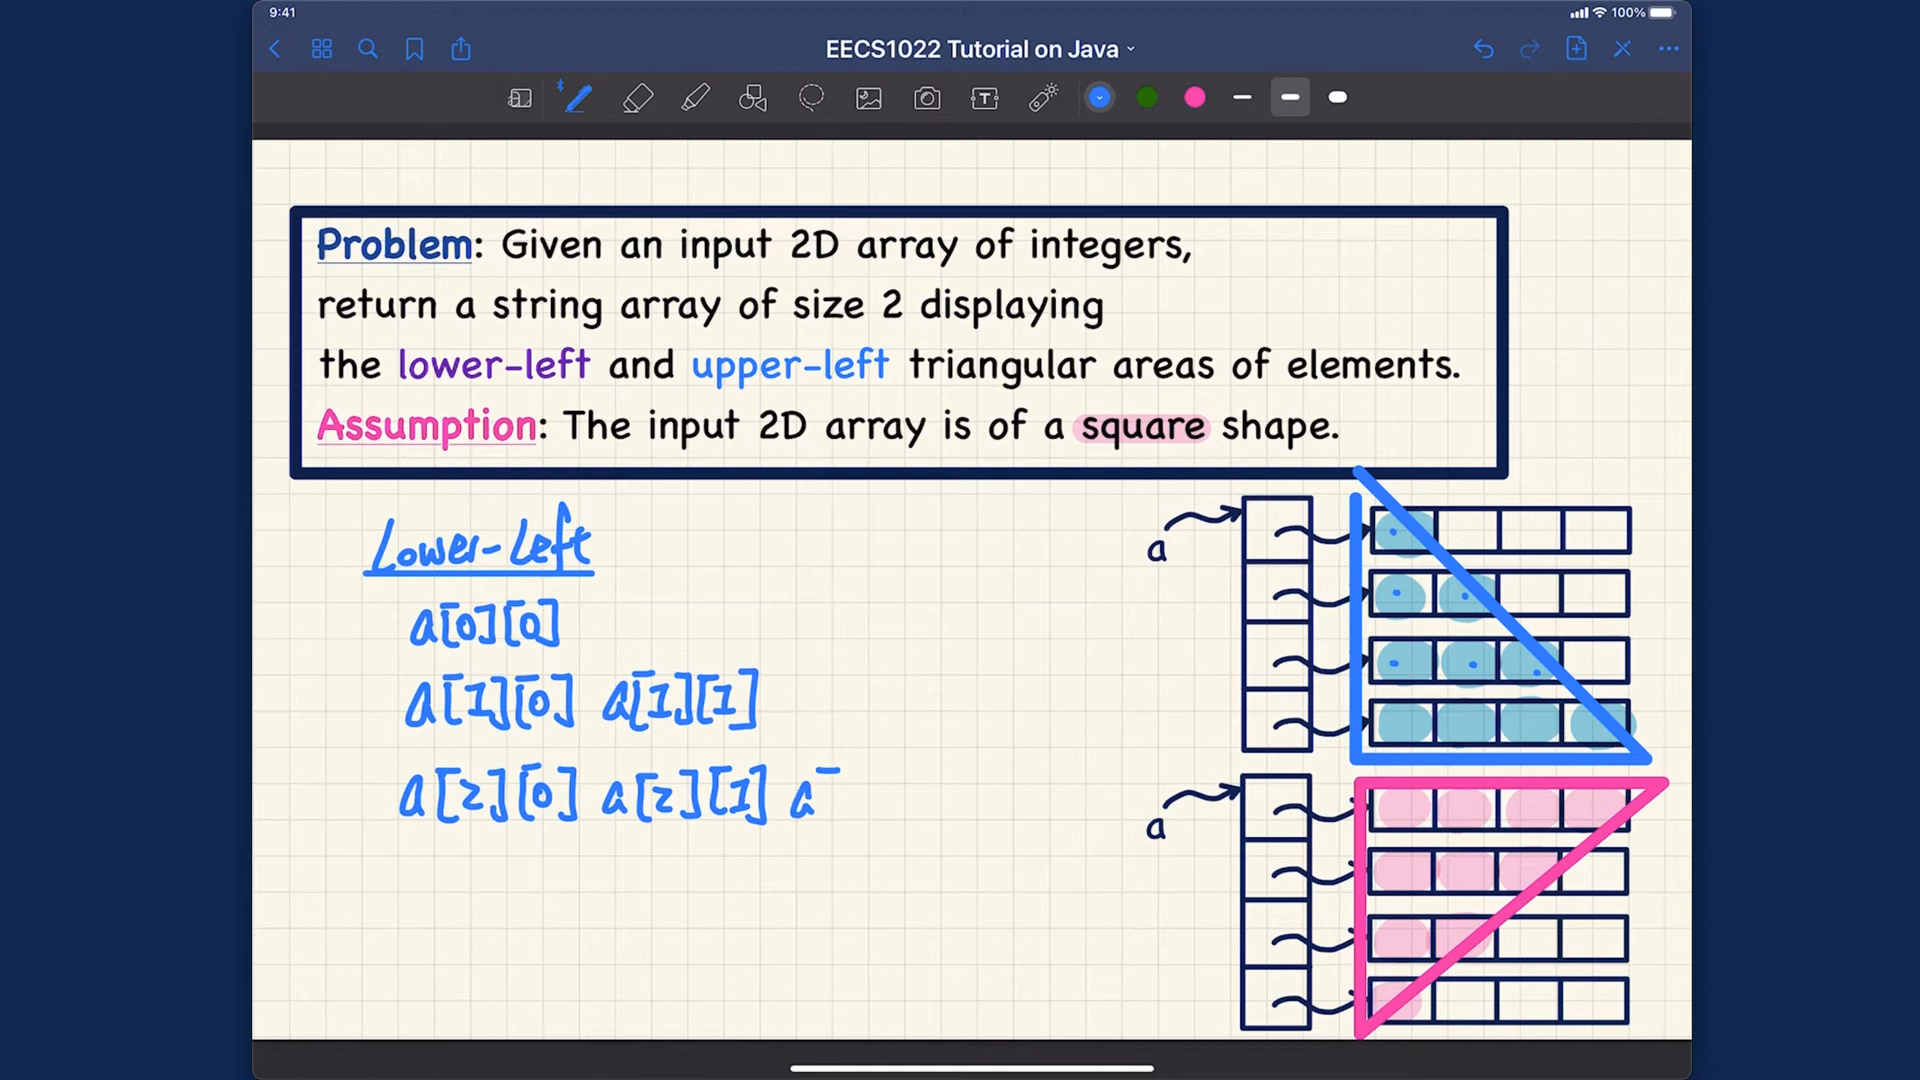 9:41
100%
EECS1022 Tutorial on Java
T
Problem: Given an input 2D array of integers,
return a string array of size 2 displaying
the lower-left and upper-left triangular areas of elements.
Assumption: The input 2D array is of a square shape.
Lower-Left
a
a[0][0]
a[1][0] a[1][1]
a[2][0] a[2][1] a
a